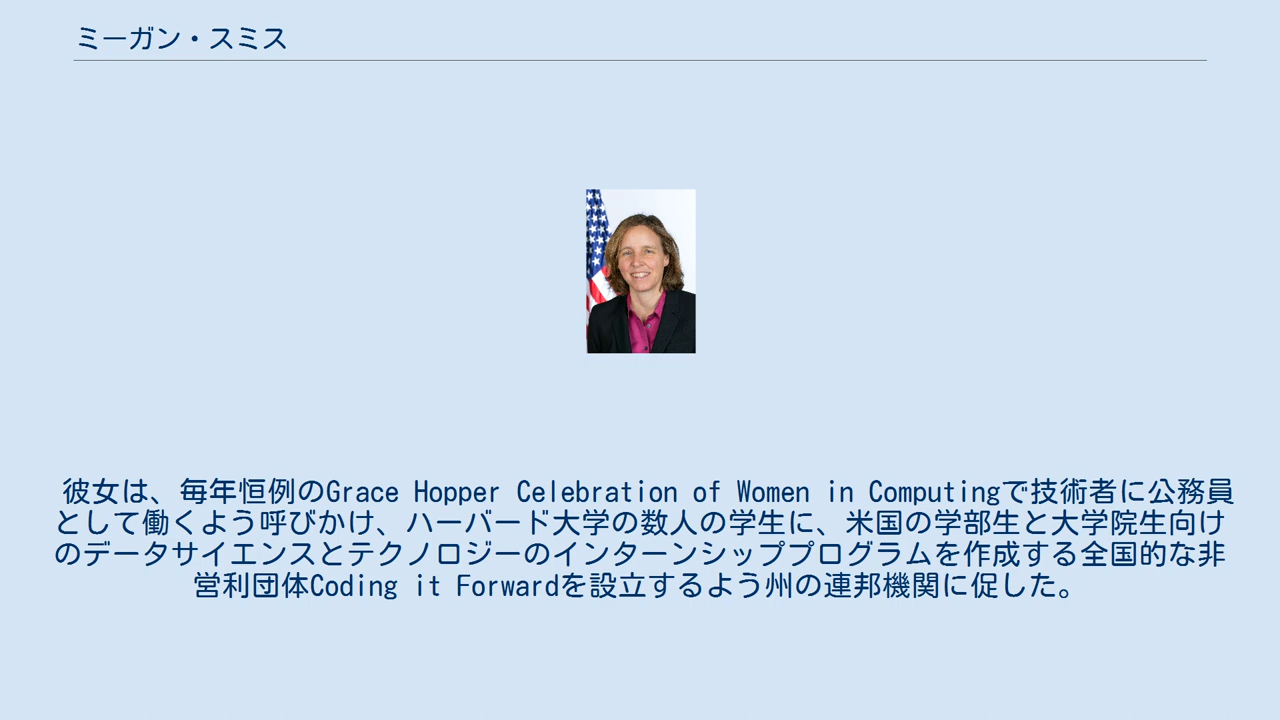 ミーガン・スミス
彼女は、毎年恒例のGrace Hopper Celebration of Women in Computingで技術者に公務員
として働くよう呼びかけ、ハーバード大学の数人の学生に、米国の学部生と大学院生向け
のデータサイエンスとテクノロジーのインターンシッププログラムを作成する全国的な非
営利団体Coding it Forwardを設立するよう州の連邦機関に促した。